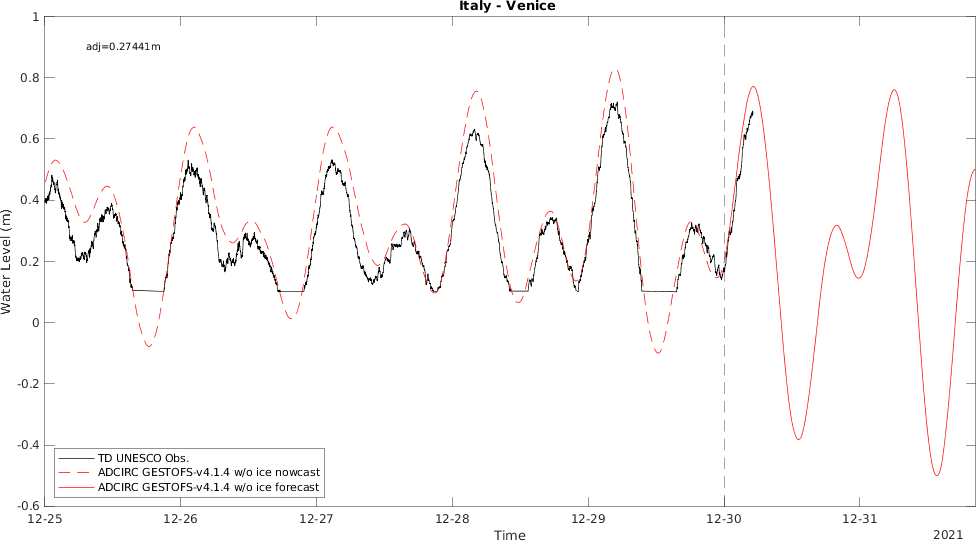 Italy - Venice
adj=0.27441m
Water Level (m)
1
0.8
0.6
0.4
0.2
0
-0.2
-0.4
-0.6
TD UNESCO Obs.
ADCIRC GESTOFS-v4.1.4 w/o ice nowcast
ADCIRC GESTOFS-v4.1.4 w/o ice forecast
12-25 12-26 12-27 12-28 12-29 12-30 12-31
Time
2021